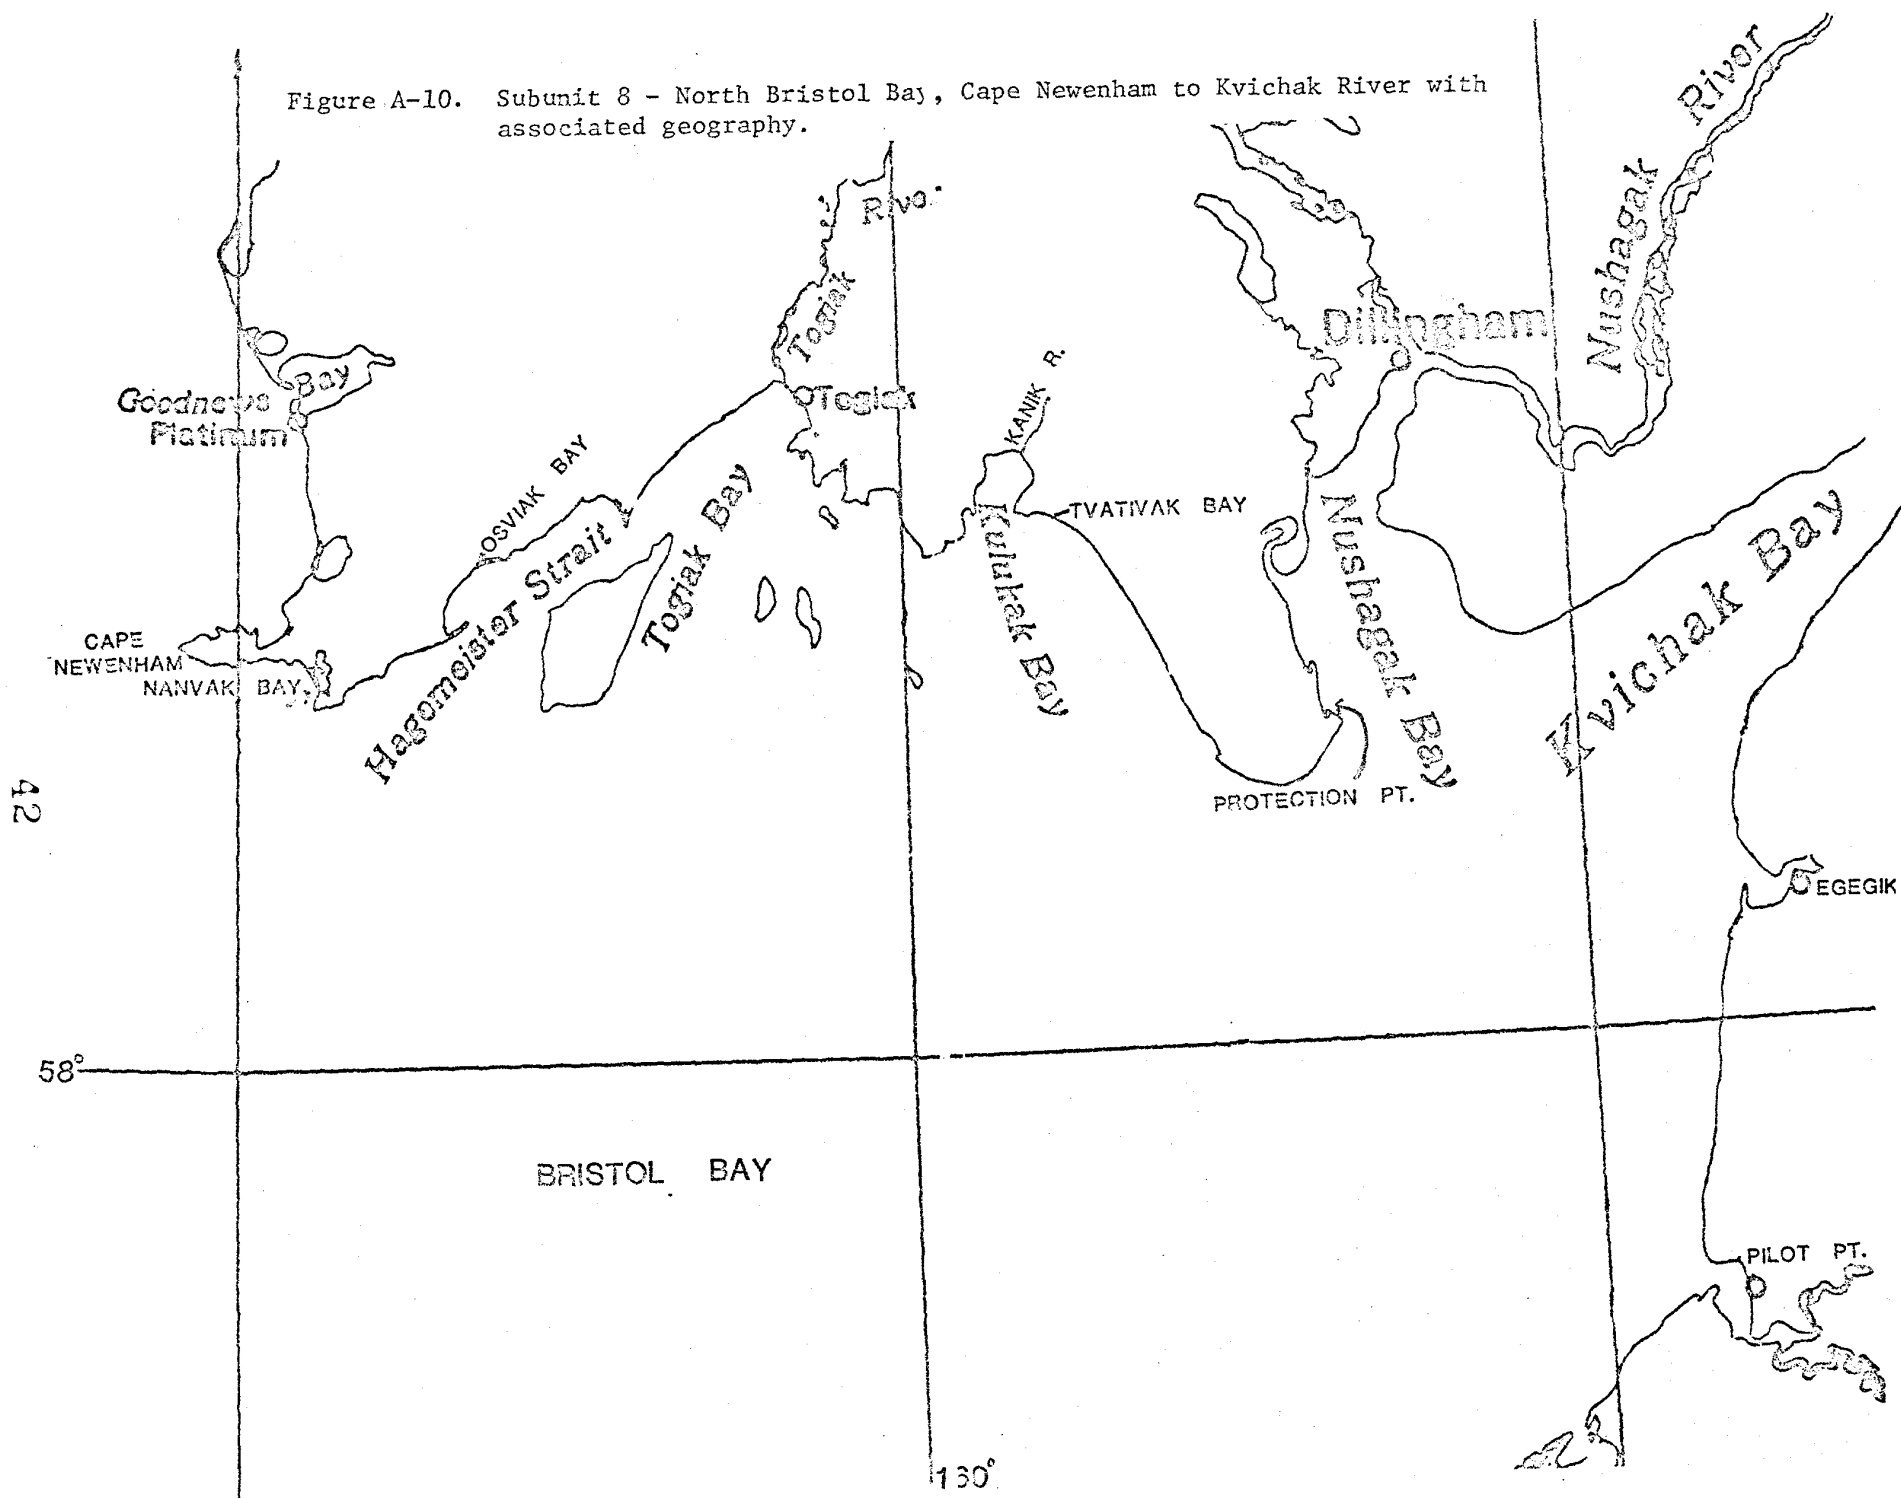 Figure A-10. Subunit 8 - North Bristol Bay, Cape Newenham to Kvichak River with
associated geography.
River
Nushagak
River
Togiak
Dillingham
Bay
Goodnews
Platinum
Togiak
KANIK R.
OSVIAK BAY
TVATIVAK BAY
Hagemeister Strait
Togiak Bay
Kulukak Bay
Nushagak Bay
Kvichak Bay
CAPE
NEWENHAM
NANVAK BAY
42
PROTECTION PT.
EGEGIK
58°
BRISTOL BAY
PILOT PT.
160°